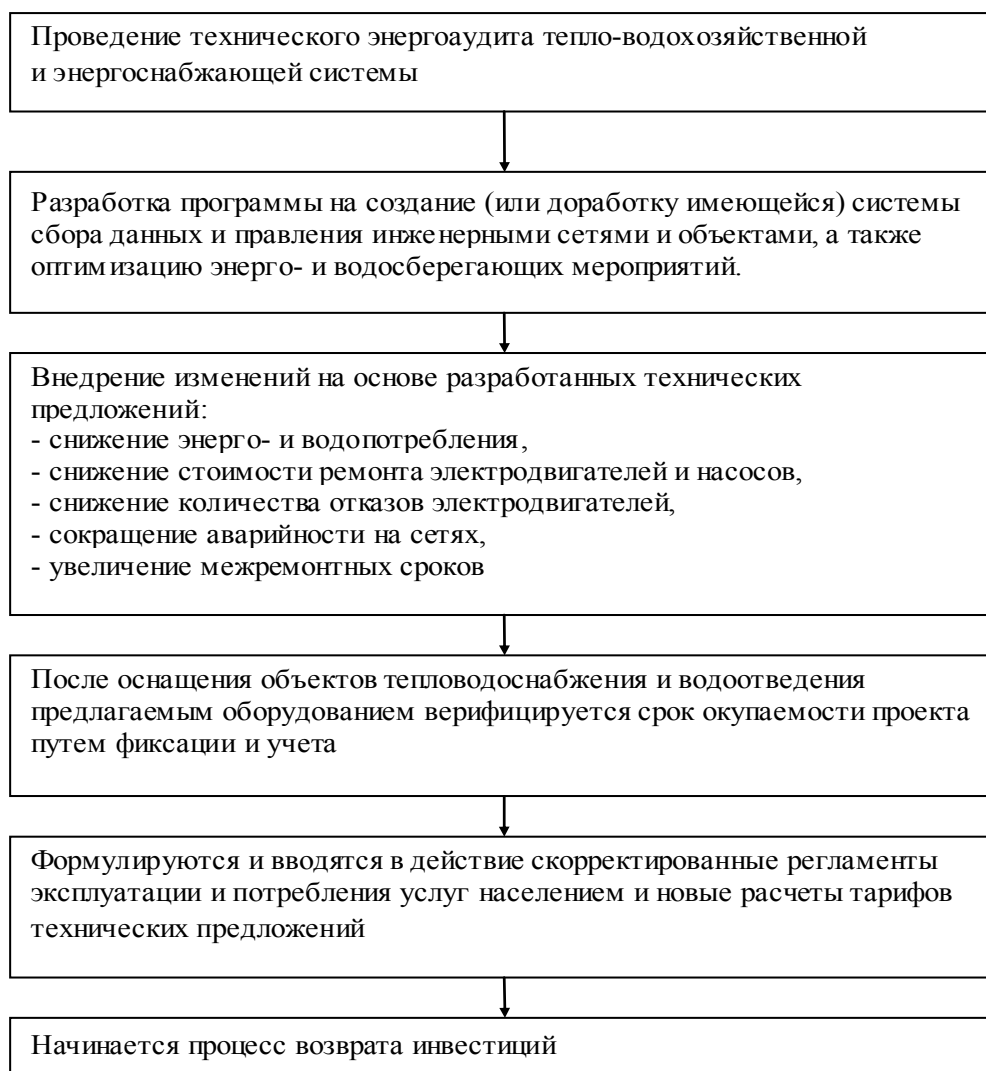 Проведение технического энергоаудита тепло-водохозяйственной
и энергоснабжающей системы
Разработка программы на создание (или доработку имеющейся) системы
сбора данных и правления инженерными сетями и объектами, а также
оптимизацию энерго- и водосберегающих мероприятий.
Внедрение изменений на основе разработанных технических
предложений:
- снижение энерго- и водопотребления,
- снижение стоимости ремонта электродвигателей и насосов,
- снижение количества отказов электродвигателей,
- сокращение аварийности на сетях,
- увеличение межремонтных сроков
После оснащения объектов тепловодоснабжения и водоотведения
предлагаемым оборудованием верифицируется срок окупаемости проекта
путем фиксации и учета
Формулируются и вводятся в действие скорректированные регламенты
эксплуатации и потребления услуг населением и новые расчеты тарифов
технических предложений
Начинается процесс возврата инвестиций